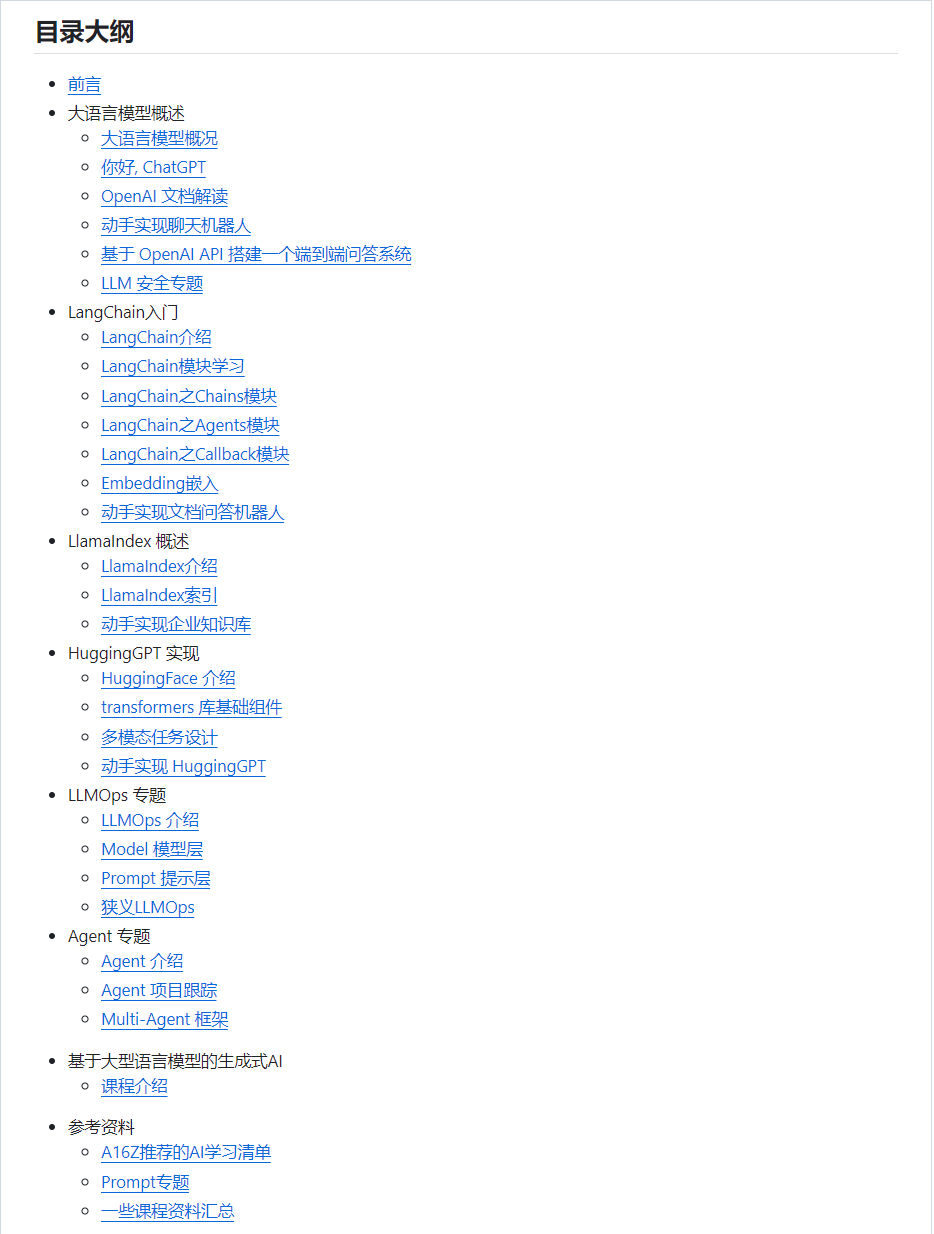 目录大纲
前言
大语言模型概述
大语言模型概况
你好, ChatGPT
OpenAI 文档解读
动手实现聊天机器人
基于 OpenAI API 搭建一个端到端问答系统
LLM 安全专题
LangChain入门
LangChain介绍
LangChain模块学习
LangChain之Chains模块
LangChain之Agents模块
LangChain之Callback模块
Embedding嵌入
动手实现文档问答机器人
LlamaIndex 概述
LlamaIndex介绍
LlamaIndex索引
动手实现企业知识库
HuggingGPT 实现
HuggingFace 介绍
transformers 库基础组件
多模态任务设计
动手实现 HuggingGPT
LLMOps 专题
LLMOps 介绍
Model 模型层
Prompt 提示层
狭义LLMOps
Agent 专题
Agent 介绍
Agent 项目跟踪
Multi-Agent 框架
基于大型语言模型的生成式AI
课程介绍
参考资料
A16Z推荐的AI学习清单
Prompt专题
一些课程资料汇总